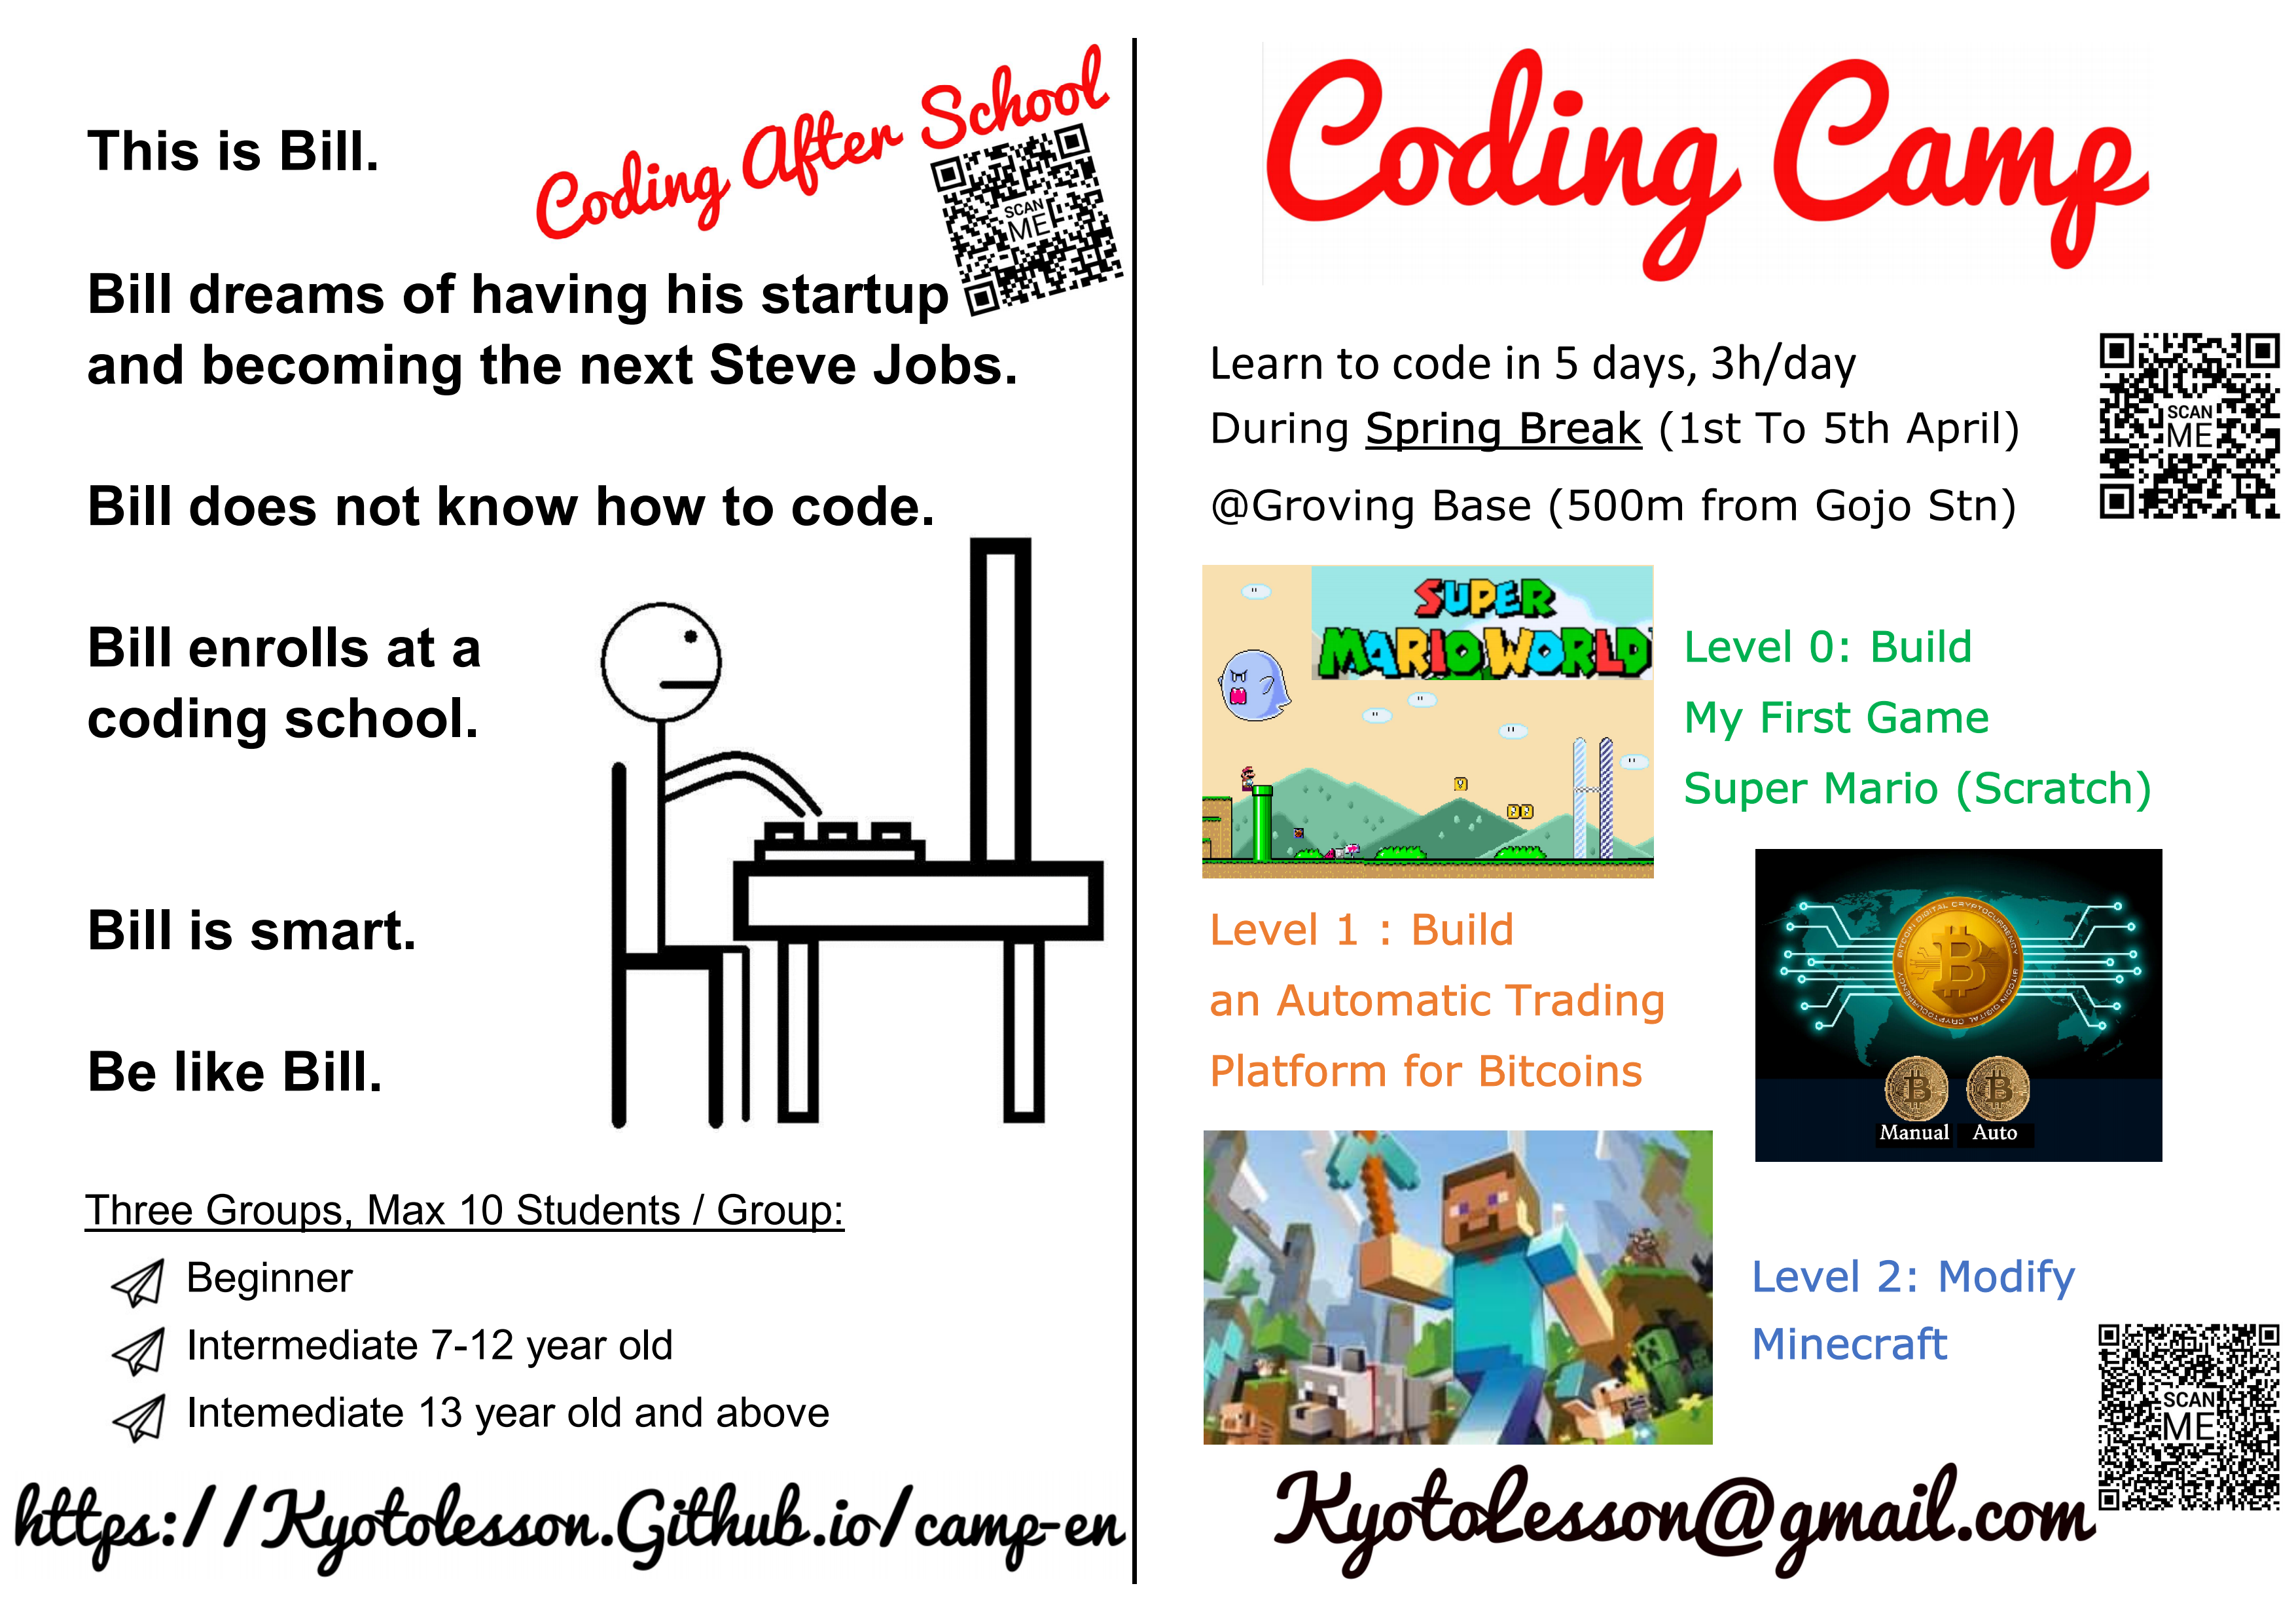 This is Bill.
Coding After School
SCAN
ME
Bill dreams of having his startup
and becoming the next Steve Jobs.
Bill does not know how to code.
Bill enrolls at a
coding school.
Bill is smart.
Be like Bill.
Three Groups, Max 10 Students / Group:
Beginner
Intermediate 7-12 year old
Intemediate 13 year old and above
https://Kyotolesson.Github.io/camp-en
Coding Camp
Learn to code in 5 days, 3h/day
During Spring Break (1st To 5th April)
@Groving Base (500m from Gojo Stn)
SCAN
ME
SUPER
MARIO WORLD
Level 0: Build
My First Game
Super Mario (Scratch)
Level 1 : Build
an Automatic Trading
Platform for Bitcoins
BITCOIN DIGITAL CRYPTOCURRENCY
BITCOIN DIGITAL CRYPTOCURRENCY
Manual Auto
Level 2: Modify
Minecraft
SCAN
ME
KyotoLesson@gmail.com